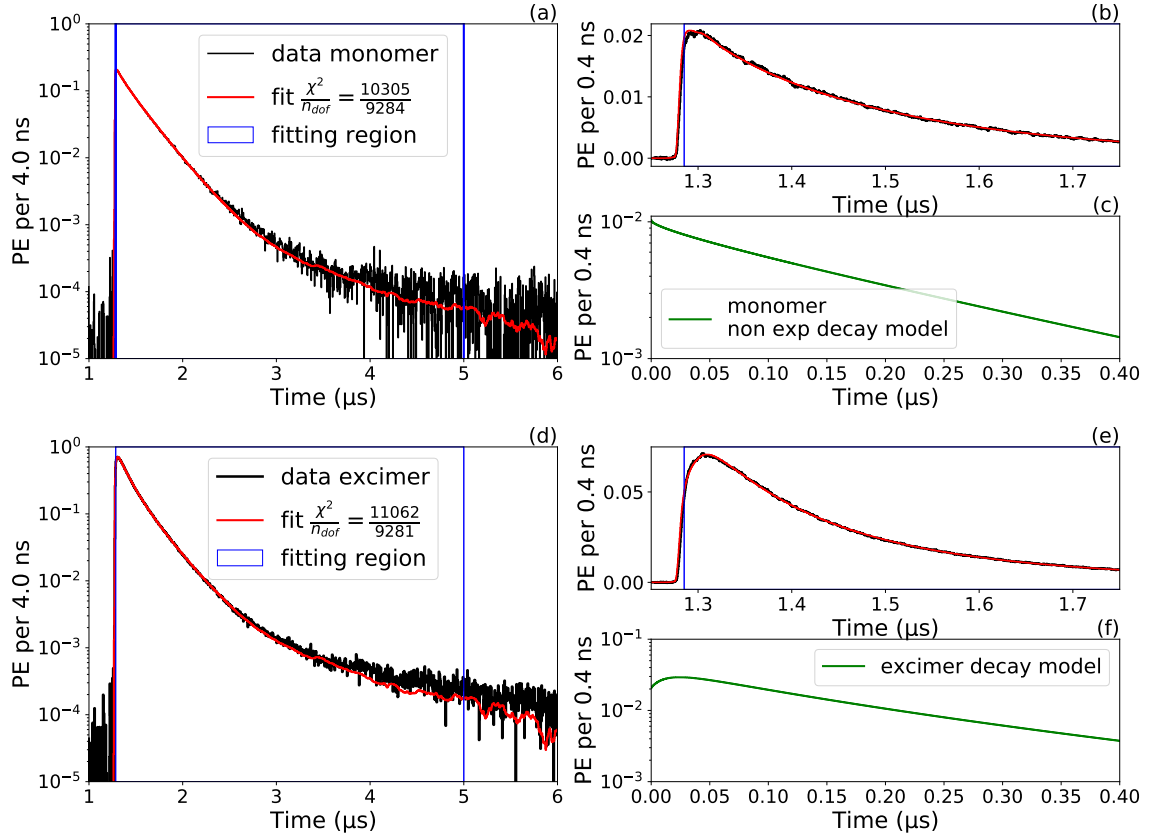 (a)
10^0
10^-1
10^-2
10^-3
10^-4
10^-5
PE per 4.0 ns
data monomer
fit χ²/n_dof = 10305/9284
fitting region
1 2 3 4 5 6
Time (μs)
(b)
0.02
0.01
0.00
PE per 0.4 ns
1.3 1.4 1.5 1.6 1.7
Time (μs)
(c)
10^-2
10^-3
PE per 0.4 ns
monomer
non exp decay model
0.00 0.05 0.10 0.15 0.20 0.25 0.30 0.35 0.40
Time (μs)
(d)
10^0
10^-1
10^-2
10^-3
10^-4
10^-5
PE per 4.0 ns
data excimer
fit χ²/n_dof = 11062/9281
fitting region
1 2 3 4 5 6
Time (μs)
(e)
0.05
0.00
PE per 0.4 ns
1.3 1.4 1.5 1.6 1.7
Time (μs)
(f)
10^-1
10^-2
10^-3
PE per 0.4 ns
excimer decay model
0.00 0.05 0.10 0.15 0.20 0.25 0.30 0.35 0.40
Time (μs)